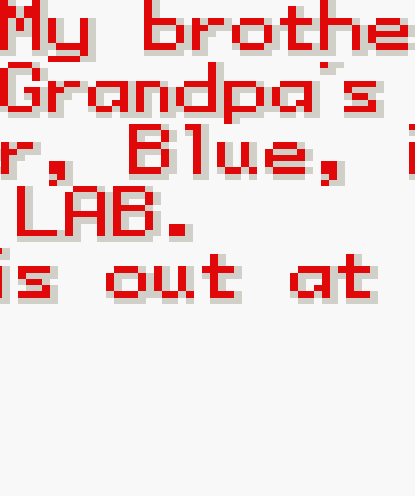 My brothe
Grandpa's
r, Blue, i
LAB.
is out at